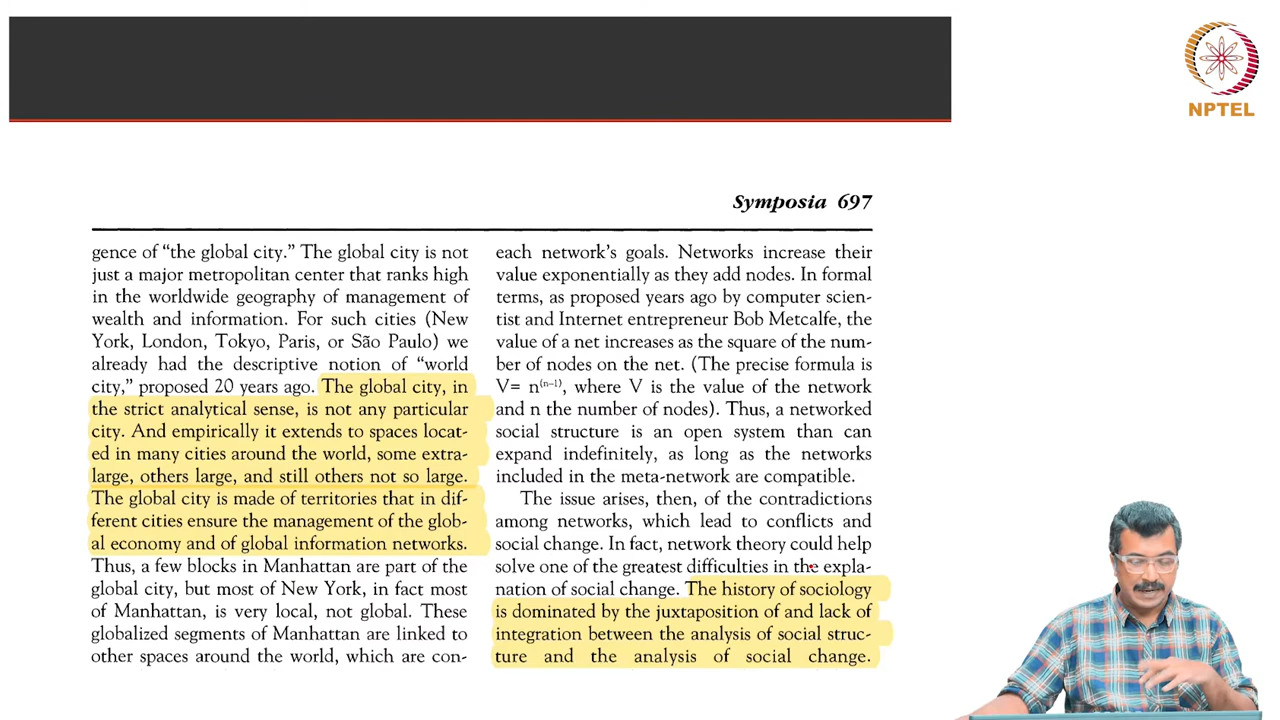 NPTEL
Symposia 697
gence of “the global city.” The global city is not
just a major metropolitan center that ranks high
in the worldwide geography of management of
wealth and information. For such cities (New
York, London, Tokyo, Paris, or São Paulo) we
already had the descriptive notion of “world
city,” proposed 20 years ago. The global city, in
the strict analytical sense, is not any particular
city. And empirically it extends to spaces locat-
ed in many cities around the world, some extra-
large, others large, and still others not so large.
The global city is made of territories that in dif-
ferent cities ensure the management of the glob-
al economy and of global information networks.
Thus, a few blocks in Manhattan are part of the
global city, but most of New York, in fact most
of Manhattan, is very local, not global. These
globalized segments of Manhattan are linked to
other spaces around the world, which are con-
each network’s goals. Networks increase their
value exponentially as they add nodes. In formal
terms, as proposed years ago by computer scien-
tist and Internet entrepreneur Bob Metcalfe, the
value of a net increases as the square of the num-
ber of nodes on the net. (The precise formula is
V= n(n–1), where V is the value of the network
and n the number of nodes). Thus, a networked
social structure is an open system than can
expand indefinitely, as long as the networks
included in the meta-network are compatible.
The issue arises, then, of the contradictions
among networks, which lead to conflicts and
social change. In fact, network theory could help
solve one of the greatest difficulties in the expla-
nation of social change. The history of sociology
is dominated by the juxtaposition of and lack of
integration between the analysis of social struc-
ture and the analysis of social change.